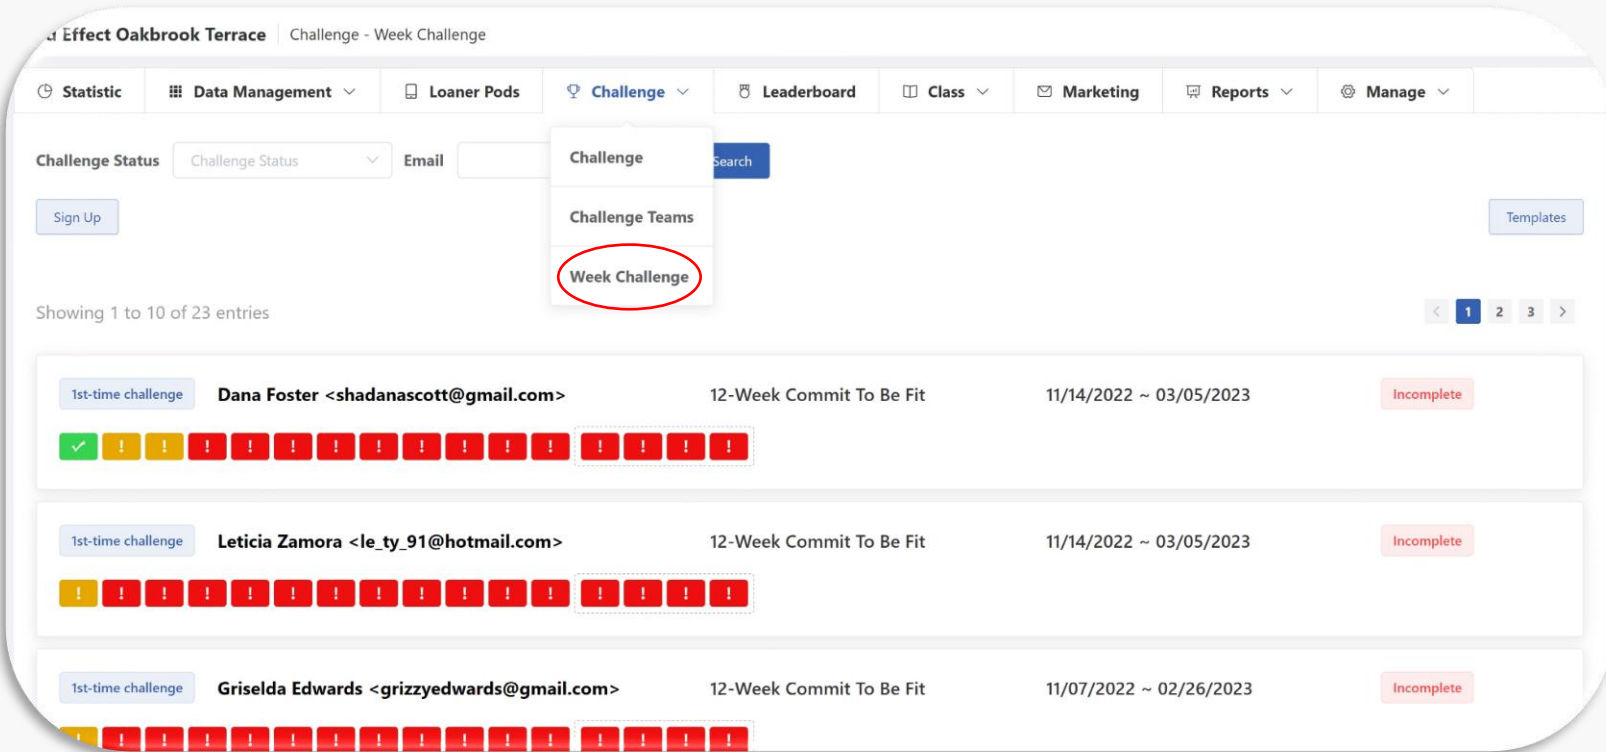 Effect Oakbrook Terrace Challenge - Week Challenge
Statistic Data Management Loaner Pods Challenge Leaderboard Class Marketing Reports Manage
Challenge Status Challenge Status Email Search
Challenge
Sign Up Challenge Teams Templates
Week Challenge
Showing 1 to 10 of 23 entries < 1 2 3 >
1st-time challenge Dana Foster <shadanascott@gmail.com> 12-Week Commit To Be Fit 11/14/2022 ~ 03/05/2023 Incomplete
✓ ! ! ! ! ! ! ! ! ! ! ! ! ! ! !
1st-time challenge Leticia Zamora <le_ty_91@hotmail.com> 12-Week Commit To Be Fit 11/14/2022 ~ 03/05/2023 Incomplete
! ! ! ! ! ! ! ! ! ! ! ! ! ! ! !
1st-time challenge Griselda Edwards <grizzyedwards@gmail.com> 12-Week Commit To Be Fit 11/07/2022 ~ 02/26/2023 Incomplete
! ! ! ! ! ! ! ! ! ! ! ! ! ! ! !